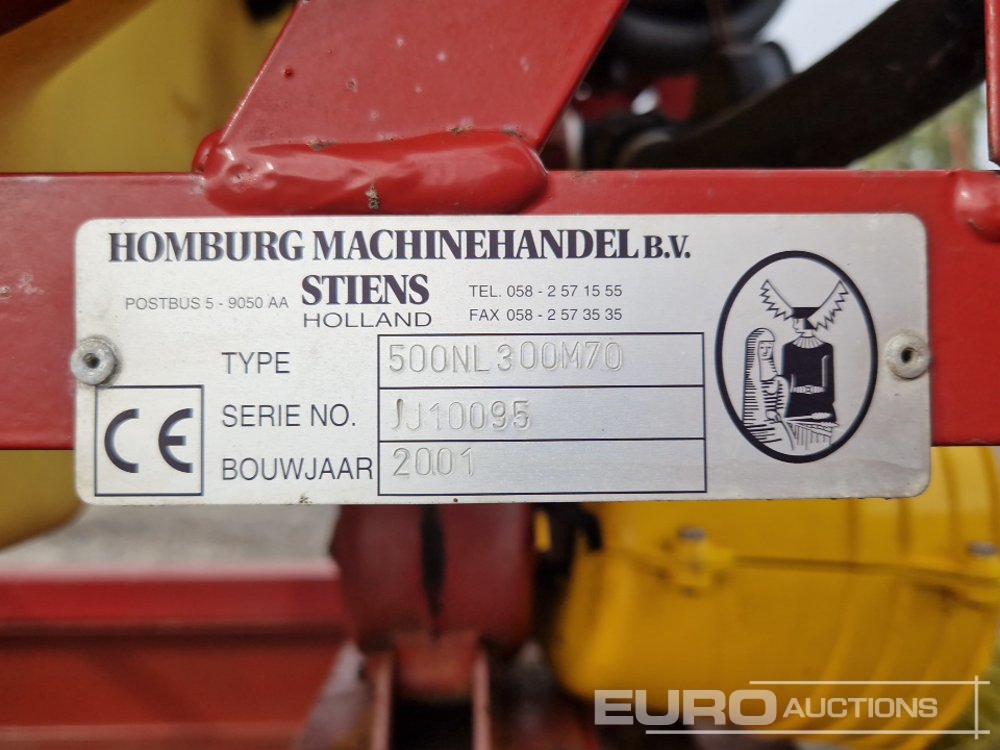 HOMBURG MACHINEHANDEL B.V.
POSTBUS 5 - 9050 AA STIENS TEL. 058 - 2 57 15 55
HOLLAND FAX 058 - 2 57 35 35
TYPE 500NL300M70
SERIE NO. JJ10095
BOUWJAAR 2001
CE
EURO AUCTIONS